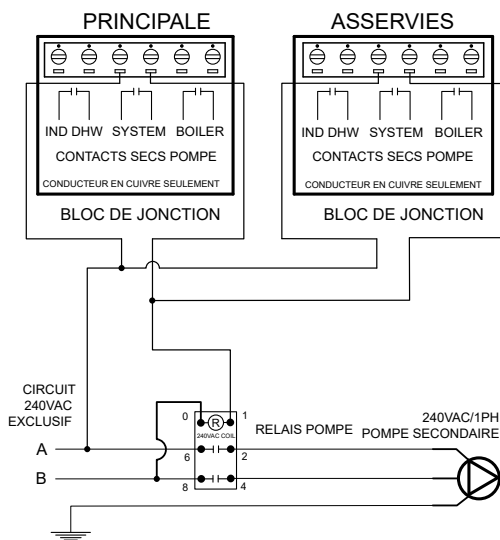 PRINCIPALE
ASSERVIES
IND DHW SYSTEM BOILER
CONTACTS SECS POMPE
CONDUCTEUR EN CUIVRE SEULEMENT
BLOC DE JONCTION
IND DHW SYSTEM BOILER
CONTACTS SECS POMPE
CONDUCTEUR EN CUIVRE SEULEMENT
BLOC DE JONCTION
CIRCUIT
240VAC
EXCLUSIF
A
B
0 R 1
240VAC COIL
6 2
8 4
RELAIS POMPE
240VAC/1PH
POMPE SECONDAIRE